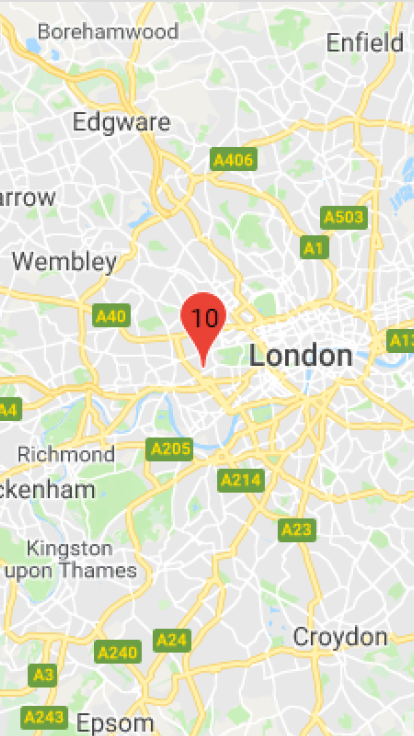 Borehamwood
Enfield
Edgware
A406
arrow
A503
A1
Wembley
A40
10
A13
London
A4
A205
Richmond
A214
ckenham
A23
Kingston
upon Thames
Croydon
A24
A240
A3
A243
Epsom